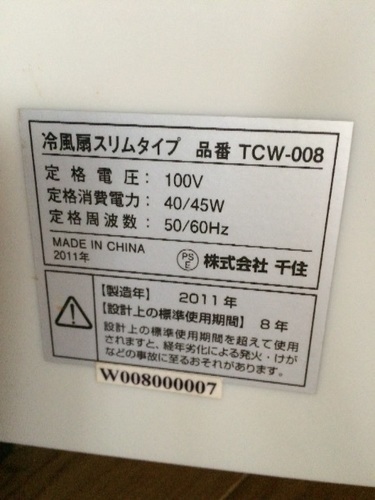 冷風扇スリムタイプ 品番 TCW-008
定格電圧: 100V
定格消費電力: 40/45W
定格周波数: 50/60Hz
MADE IN CHINA
2011年
PSE 株式会社 千住
【製造年】 2011年
【設計上の標準使用期間】 8年
設計上の標準使用期間を超えて使用
されますと、経年劣化による発火・けが
などの事故に至るおそれがあります。
W008000007